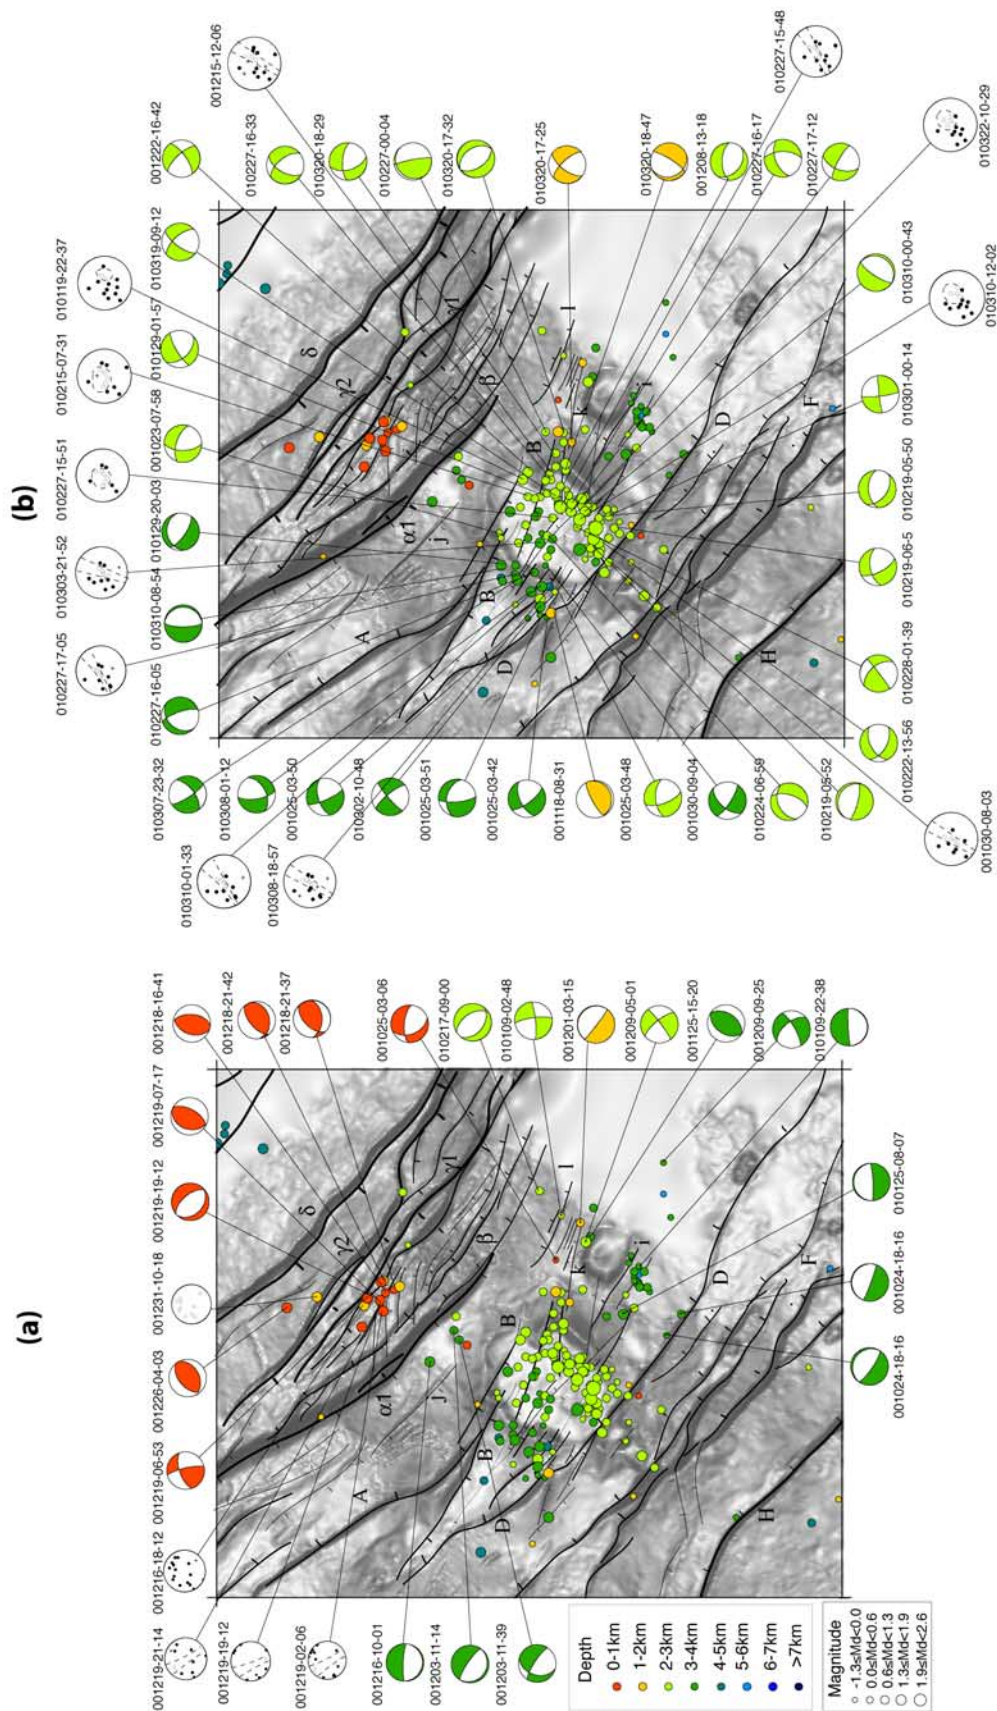 (a)
001218-16-41
001218-21-42
001218-21-37
001219-07-17
001219-19-12
001231-10-18
001226-04-03
001219-06-53
001216-18-12
001219-21-14
001219-19-12
001219-02-06
001216-10-01
001203-11-14
001203-11-39
001025-03-06
010217-09-00
010109-02-48
001201-03-15
001209-05-01
001125-15-20
001209-09-25
010109-22-38
010125-08-07
001024-18-16
001024-18-16
δ
γ2
γ1
β
α1
j
A
B
B
D
D
l
k
i
F
H
Depth
0-1km
1-2km
2-3km
3-4km
4-5km
5-6km
6-7km
>7km
Magnitude
-1.3≤Md<0.0
0.0≤Md<0.6
0.6≤Md<1.3
1.3≤Md<1.9
1.9≤Md<2.6
(b)
001215-12-06
001222-16-42
010319-09-12
010119-22-37
010129-01-57
010215-07-31
001023-07-58
010227-15-51
010129-20-03
010303-21-52
010310-08-54
010227-17-05
010227-16-05
010307-23-32
010308-01-12
001025-03-50
010302-10-48
001025-03-51
001025-03-42
001118-08-31
001025-03-48
001030-09-04
010224-06-59
010219-05-52
010310-01-33
010308-18-57
010227-16-33
010320-18-29
010227-00-04
010320-17-32
010320-17-25
010320-18-47
001208-13-18
010227-16-17
010227-17-12
010227-15-48
010322-10-29
010310-00-43
010310-12-02
010301-00-14
010219-05-50
010219-06-5
010228-01-39
010222-13-56
001030-08-03
δ
γ2
γ1
β
α1
j
A
B
B
D
D
l
k
i
F
H